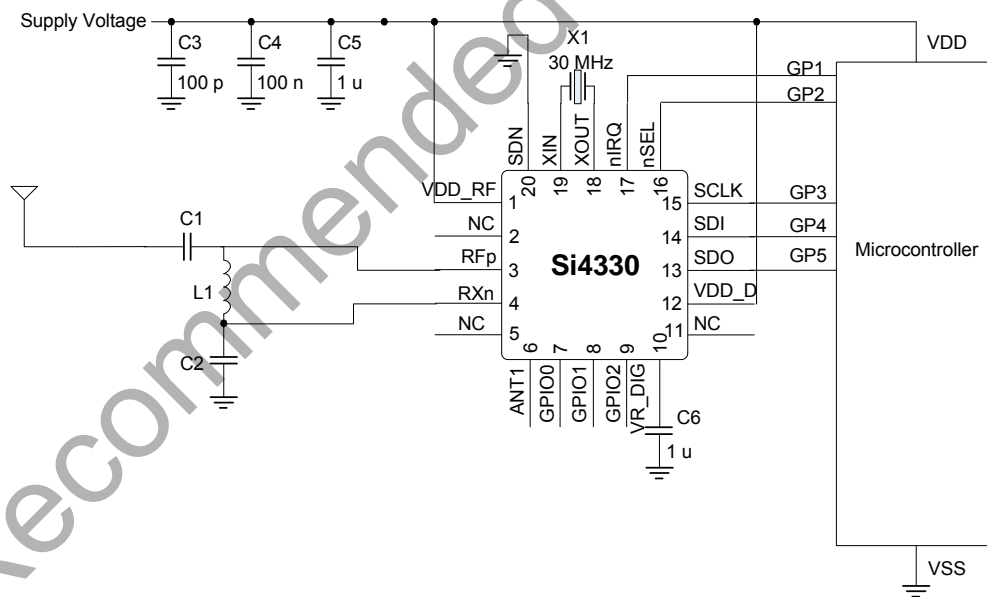 Supply Voltage
C3
100 p
C4
100 n
C5
1 u
X1
30 MHz
VDD
GP1
GP2
SDN
XIN
XOUT
nIRQ
nSEL
20
19
18
17
16
VDD_RF
1
NC
2
RFp
3
RXn
4
NC
5
Si4330
15
SCLK
GP3
14
SDI
GP4
13
SDO
GP5
12
VDD_D
11
NC
Microcontroller
C1
L1
C2
6
7
8
9
10
ANT1
GPIO0
GPIO1
GPIO2
VR_DIG
C6
1 u
VSS
ecommended